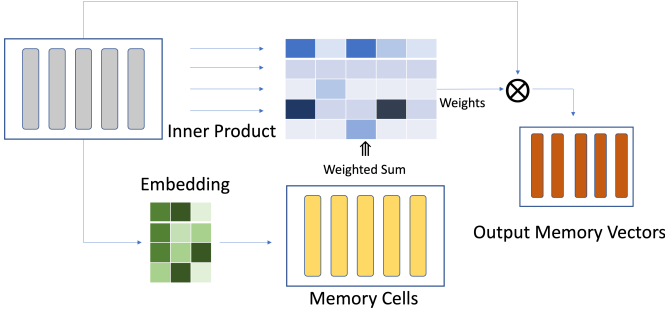 Inner Product
Weights
Weighted Sum
Embedding
Output Memory Vectors
Memory Cells